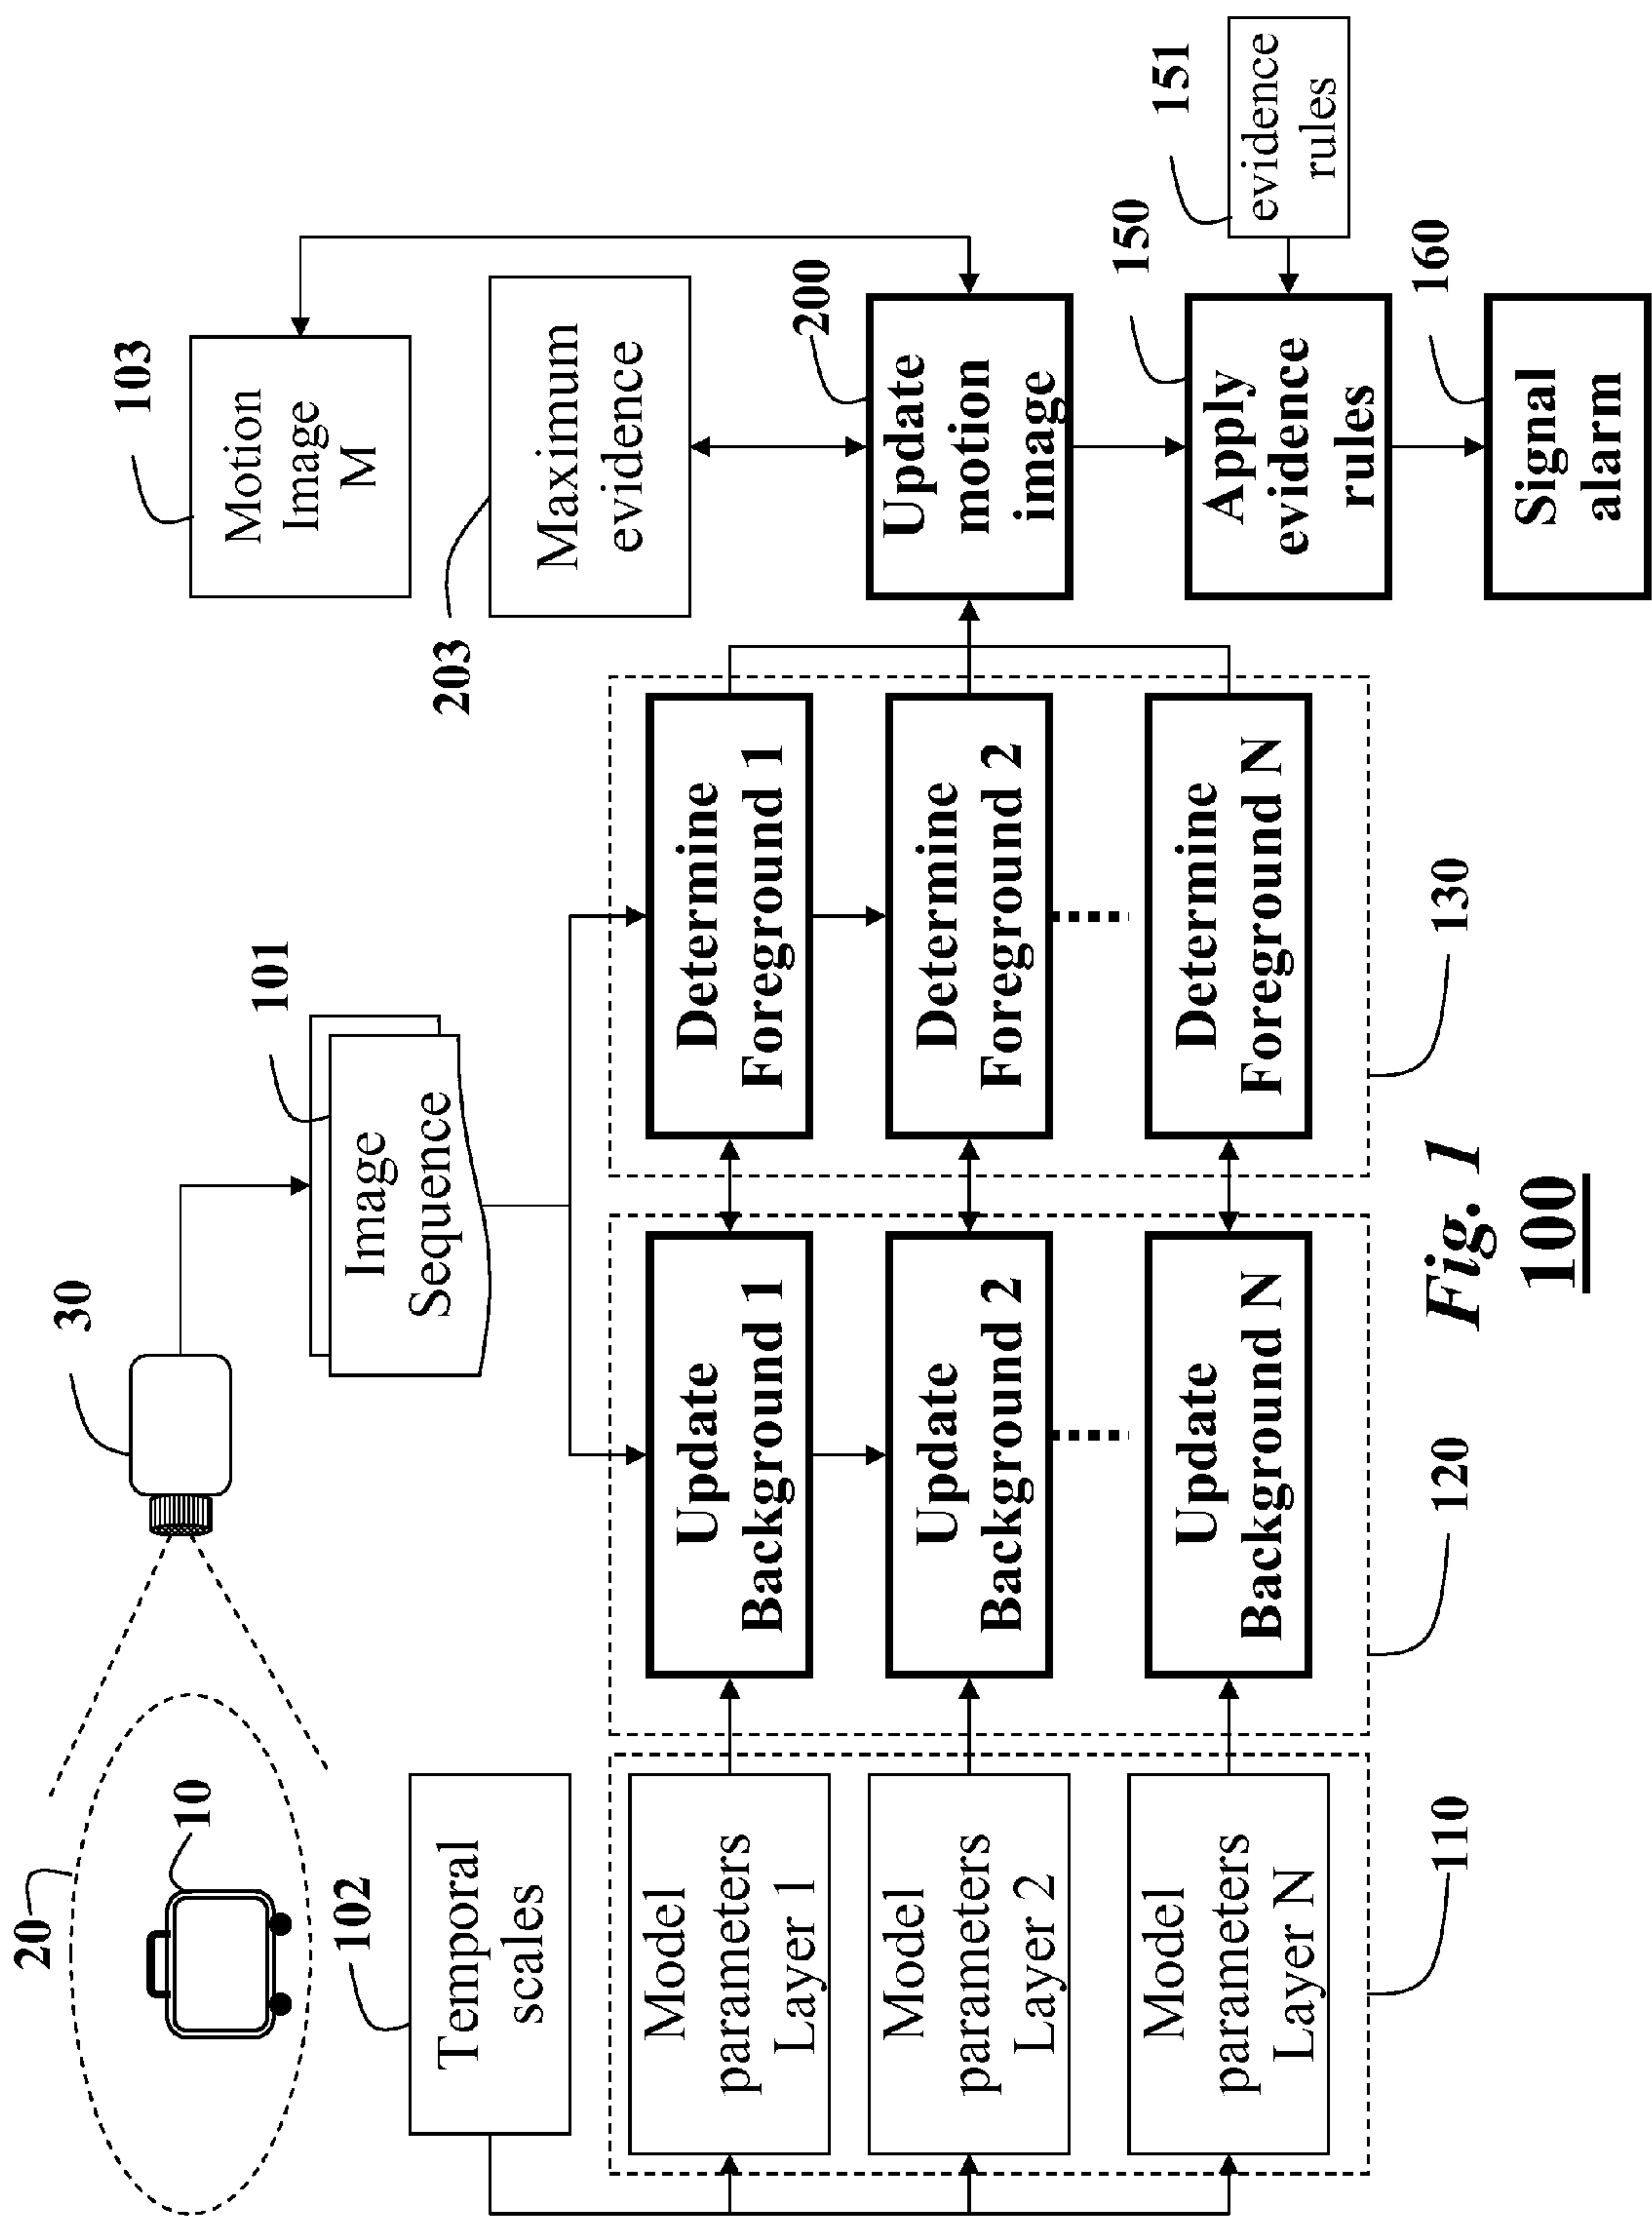 20
10
30
102
Temporal
scales
101
Image
Sequence
103
Motion
Image
M
203
Maximum
evidence
Model
parameters
Layer 1
Update
Background 1
Determine
Foreground 1
Model
parameters
Layer 2
Update
Background 2
Determine
Foreground 2
200
Update
motion
image
Model
parameters
Layer N
Update
Background N
Determine
Foreground N
150
Apply
evidence
rules
151
evidence
rules
160
Signal
alarm
110
120
130
Fig. 1
100